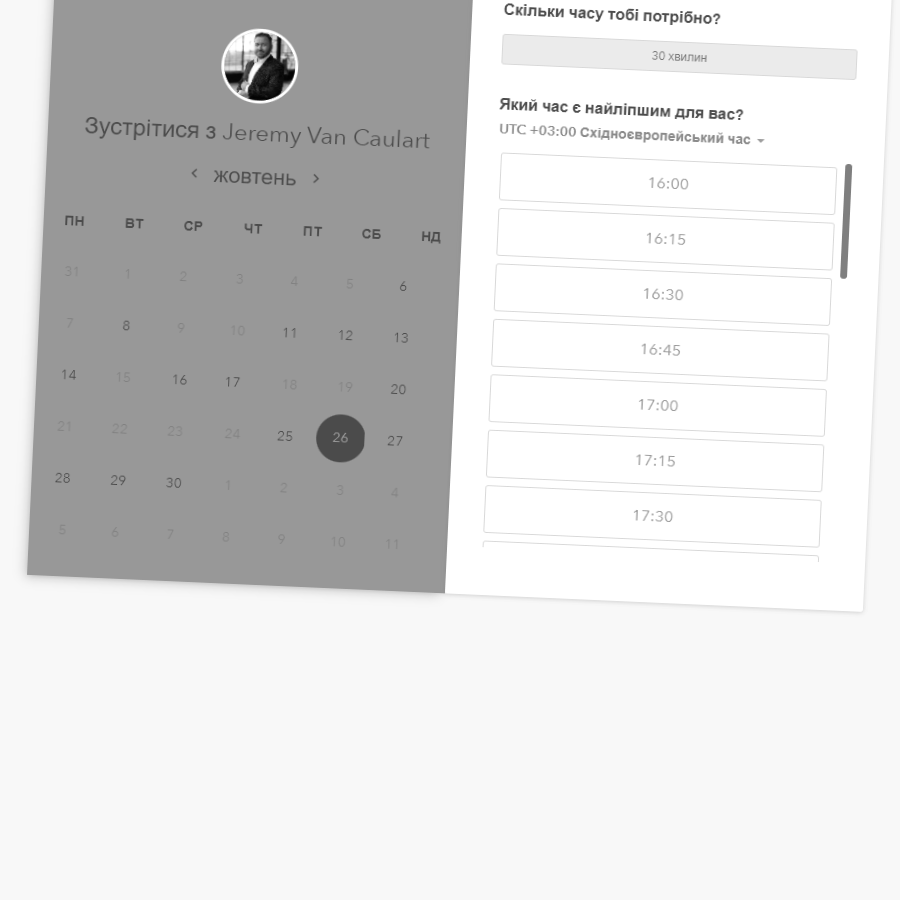 Зустрітися з Jeremy Van Caulart
жовтень
ПН ВТ СР ЧТ ПТ СБ НД
31 1 2 3 4 5 6
7 8 9 10 11 12 13
14 15 16 17 18 19 20
21 22 23 24 25 26 27
28 29 30 1 2 3 4
5 6 7 8 9 10 11
Скільки часу тобі потрібно?
30 хвилин
Який час є найліпшим для вас?
UTC +03:00 Східноєвропейський час
16:00
16:15
16:30
16:45
17:00
17:15
17:30